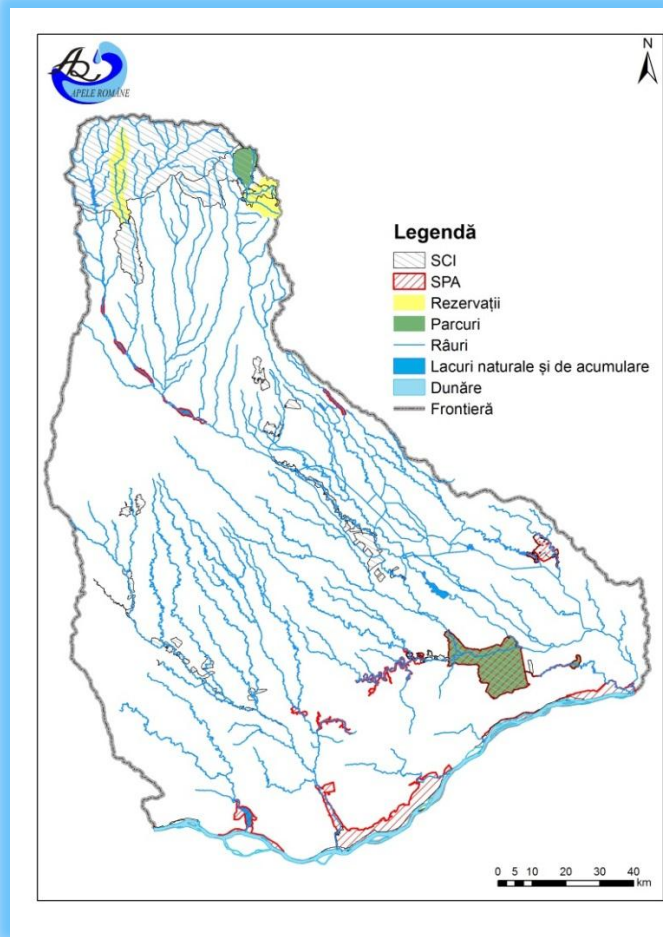 APELE ROMÂNE
N
Legendă
SCI
SPA
Rezervații
Parcuri
Râuri
Lacuri naturale și de acumulare
Dunăre
Frontieră
0 5 10 20 30 40
km